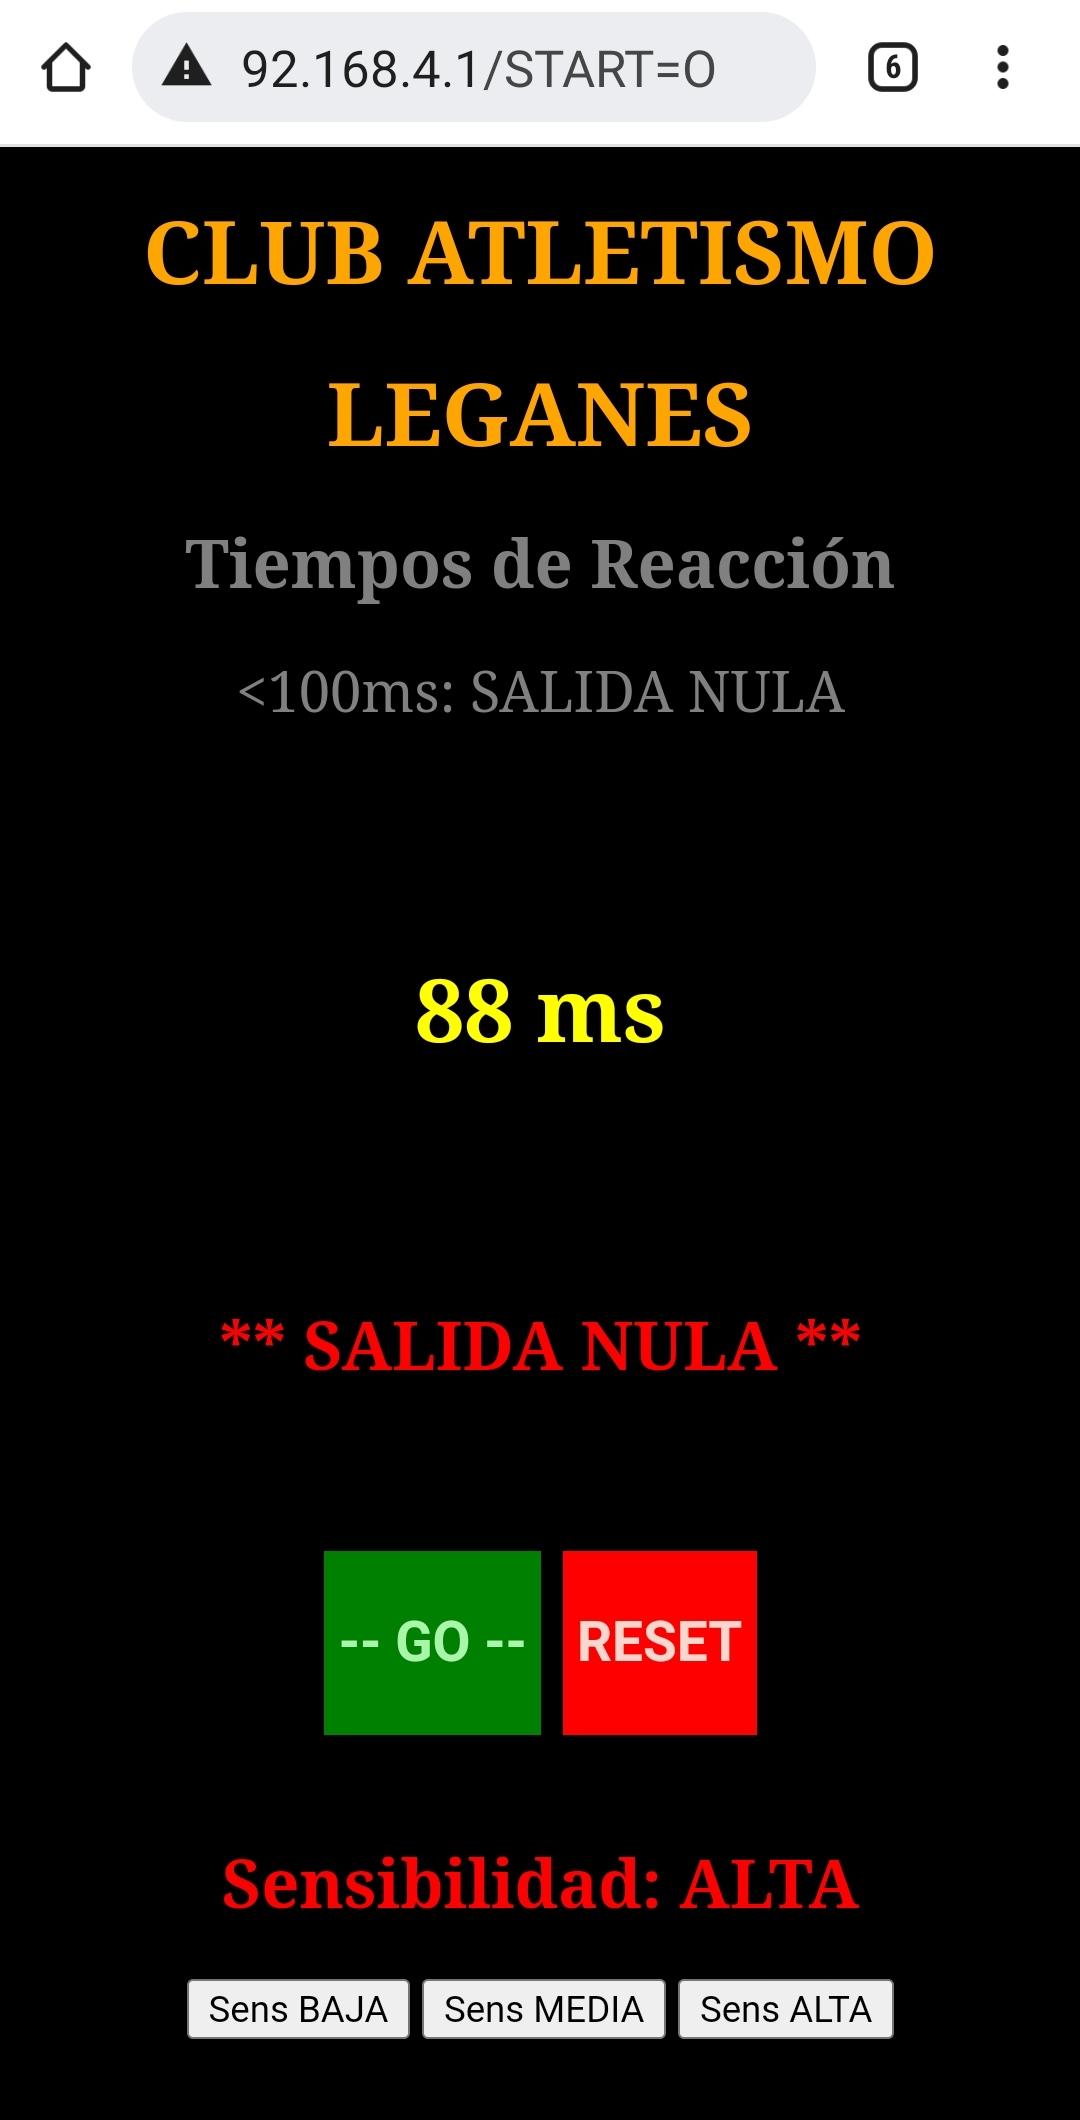 92.168.4.1/START=O
6
CLUB ATLETISMO
LEGANES
Tiempos de Reacción
<100ms: SALIDA NULA
88 ms
** SALIDA NULA **
-- GO -- RESET
Sensibilidad: ALTA
Sens BAJA Sens MEDIA Sens ALTA